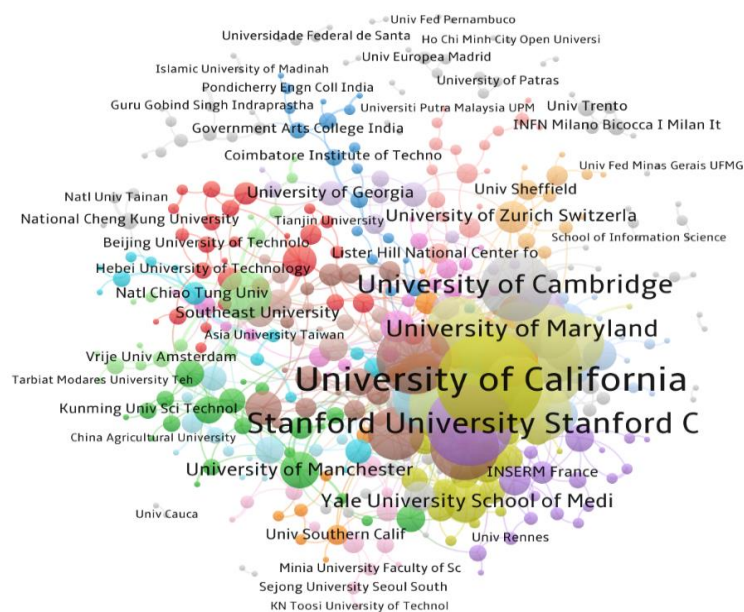 Univ Fed Pernambuco
Universidade Federal de Santa
Ho Chi Minh City Open Universi
Univ Europea Madrid
Islamic University of Madinah
University of Patras
Pondicherry Engn Coll India
Guru Gobind Singh Indraprastha
Universiti Putra Malaysia UPM
Univ Trento
Government Arts College India
INFN Milano Bicocca I Milan It
Coimbatore Institute of Techno
Univ Fed Minas Gerais UFMG
Natl Univ Tainan
University of Georgia
Univ Sheffield
National Cheng Kung University
Tianjin University
University of Zurich Switzerla
Beijing University of Technolo
School of Information Science
Lister Hill National Center fo
Hebei University of Technology
University of Cambridge
Natl Chiao Tung Univ
Southeast University
University of Maryland
Asia University Taiwan
Vrije Univ Amsterdam
Tarbiat Modares University Teh
University of California
Kunming Univ Sci Technol
Stanford University Stanford C
China Agricultural University
University of Manchester
INSERM France
Yale University School of Medi
Univ Cauca
Univ Southern Calif
Univ Rennes
Minia University Faculty of Sc
Sejong University Seoul South
KN Toosi University of Technol